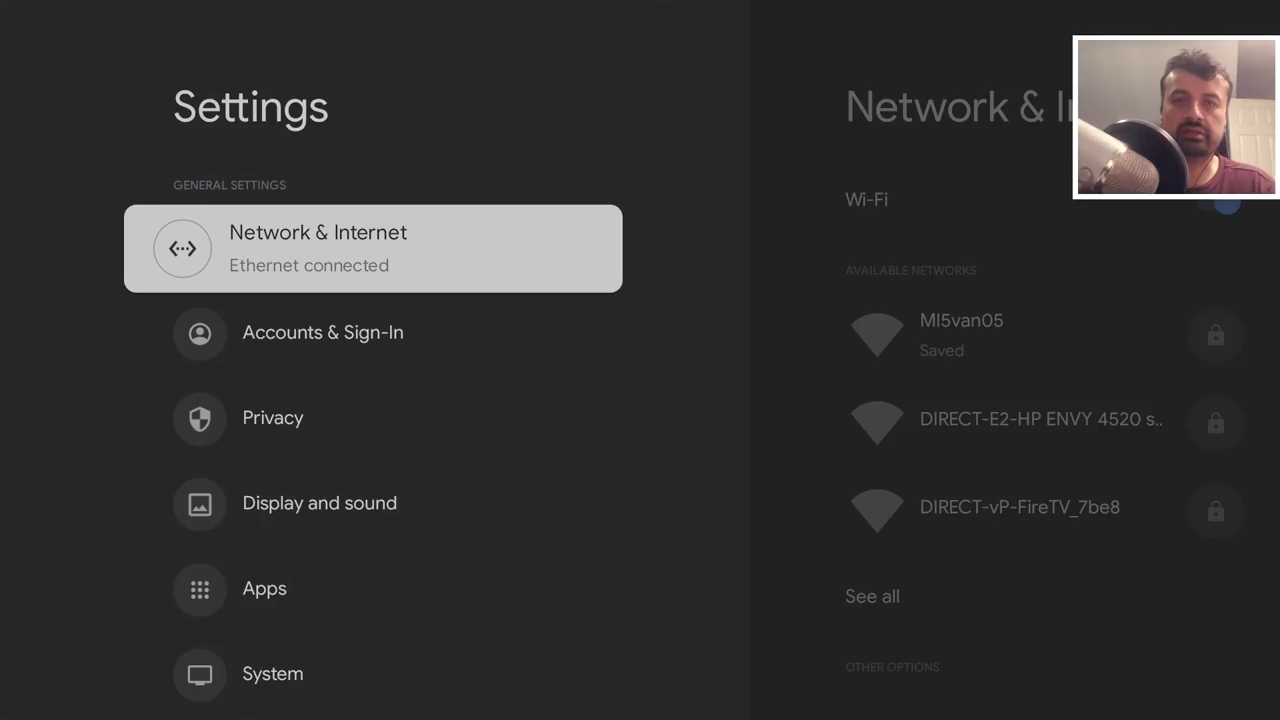 Settings
GENERAL SETTINGS
Network & Internet
Ethernet connected
Accounts & Sign-In
Privacy
Display and sound
Apps
System
Network &
Wi-Fi
AVAILABLE NETWORKS
MI5van05
Saved
DIRECT-E2-HP ENVY 4520 s..
DIRECT-vP-FireTV_7be8
See all
OTHER OPTIONS